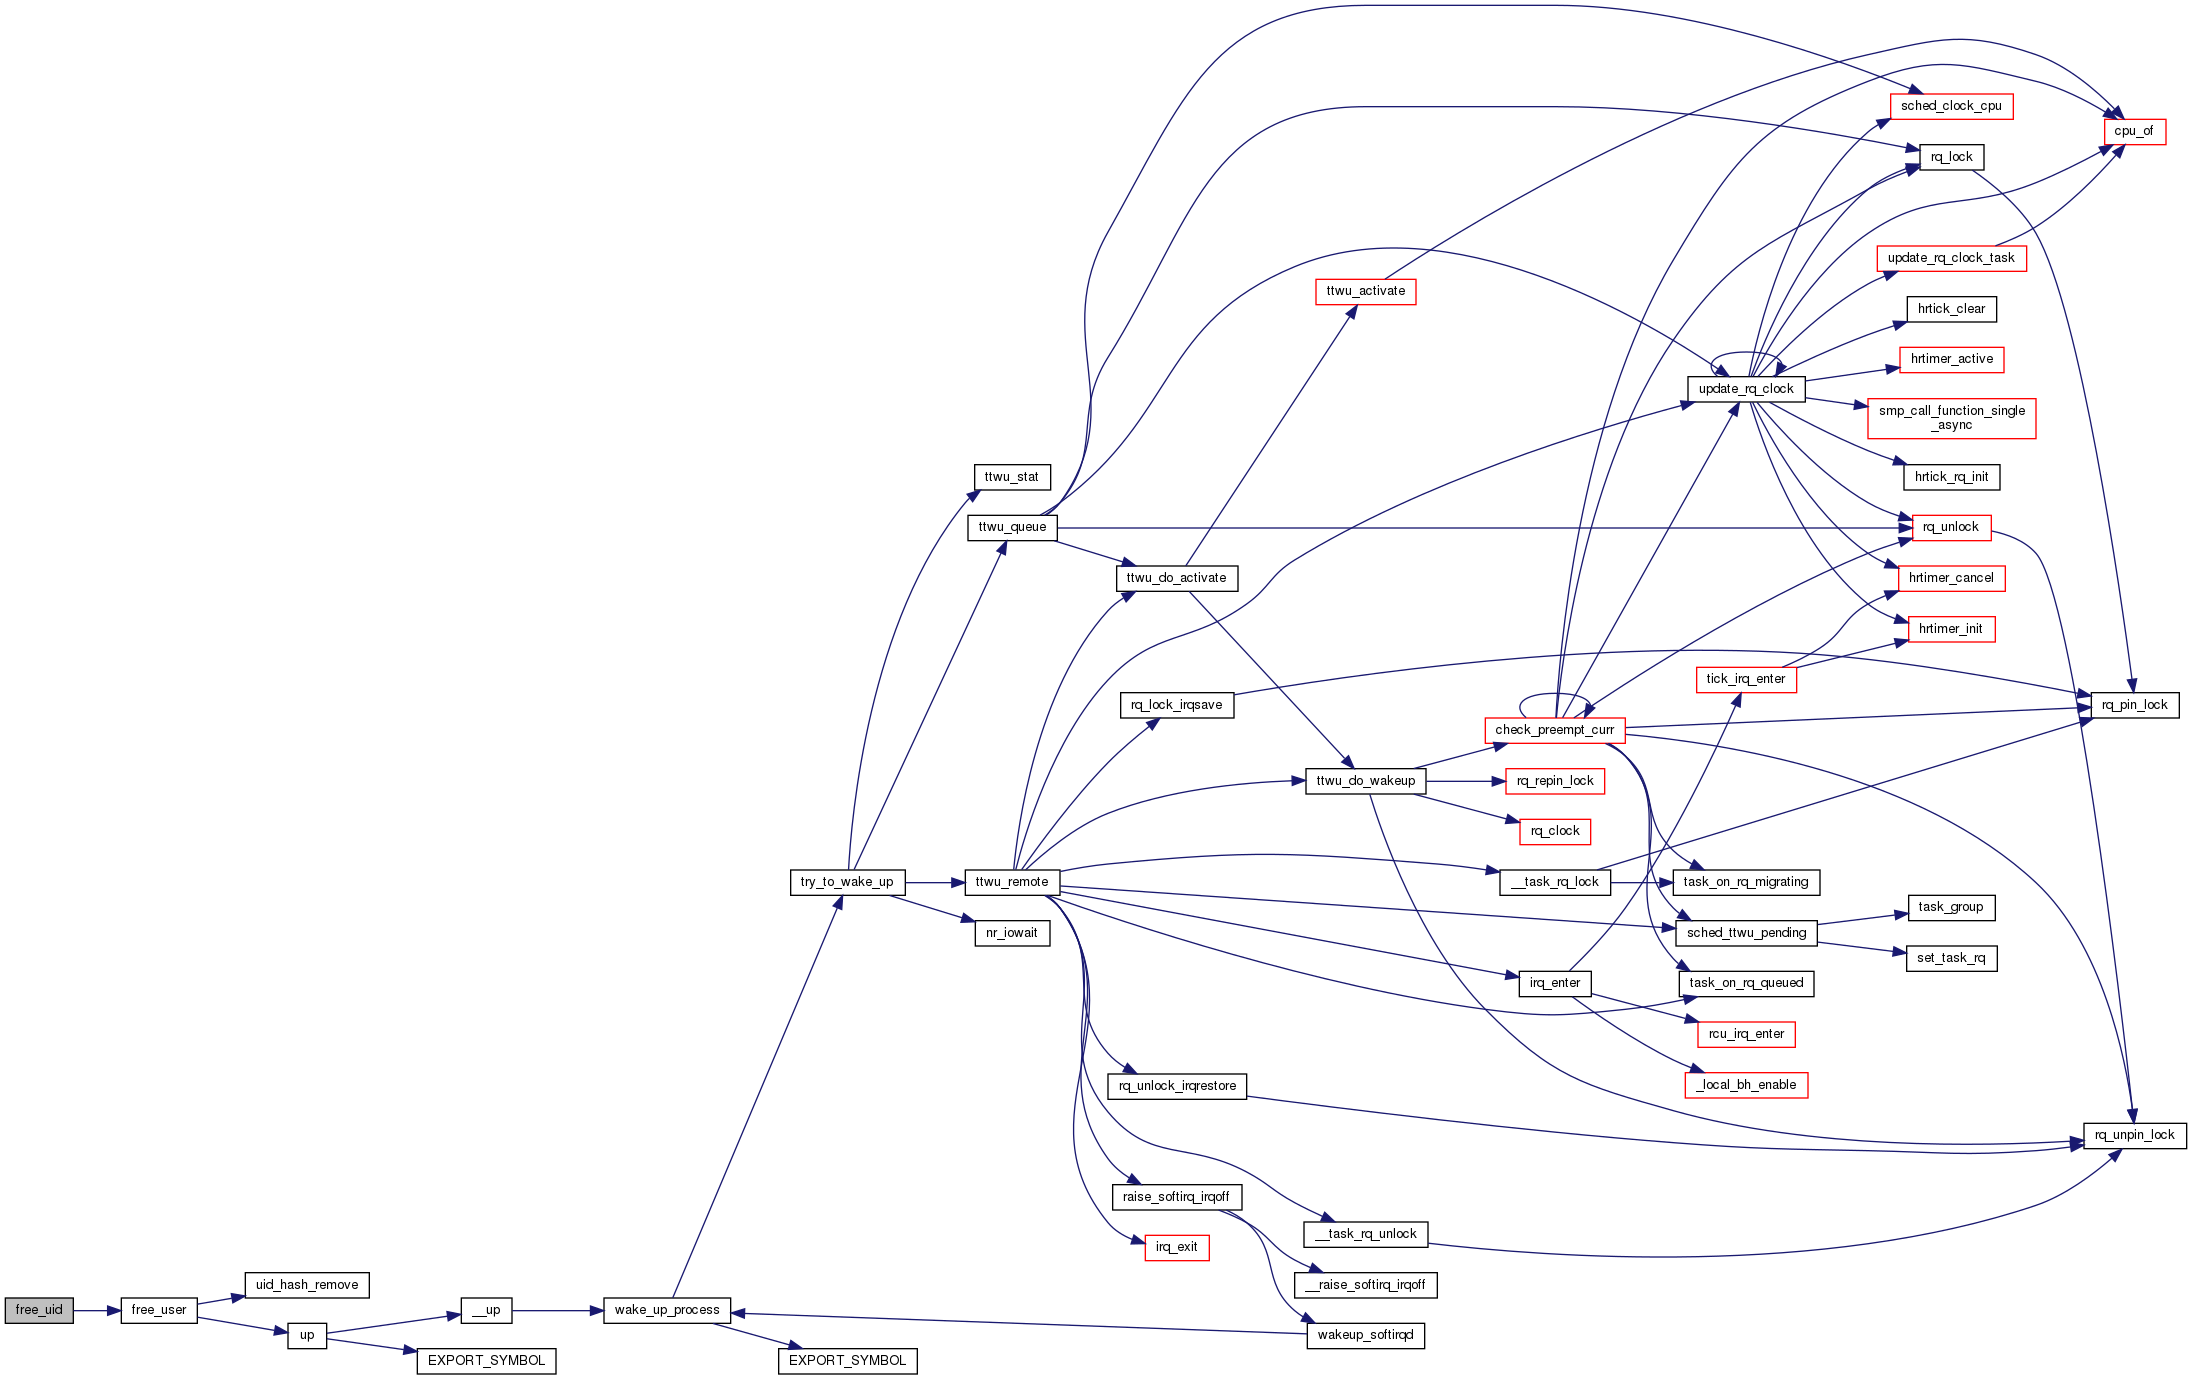 sched_clock_cpu
cpu_of
rq_lock
update_rq_clock_task
ttwu_activate
hrtick_clear
hrtimer_active
update_rq_clock
smp_call_function_single
_async
ttwu_stat
hrtick_rq_init
ttwu_queue
rq_unlock
ttwu_do_activate
hrtimer_cancel
hrtimer_init
tick_irq_enter
rq_lock_irqsave
rq_pin_lock
check_preempt_curr
ttwu_do_wakeup
rq_repin_lock
rq_clock
try_to_wake_up
ttwu_remote
__task_rq_lock
task_on_rq_migrating
task_group
nr_iowait
sched_ttwu_pending
set_task_rq
irq_enter
task_on_rq_queued
rcu_irq_enter
rq_unlock_irqrestore
_local_bh_enable
rq_unpin_lock
raise_softirq_irqoff
__task_rq_unlock
irq_exit
uid_hash_remove
__raise_softirq_irqoff
free_uid
free_user
__up
wake_up_process
up
wakeup_softirqd
EXPORT_SYMBOL
EXPORT_SYMBOL